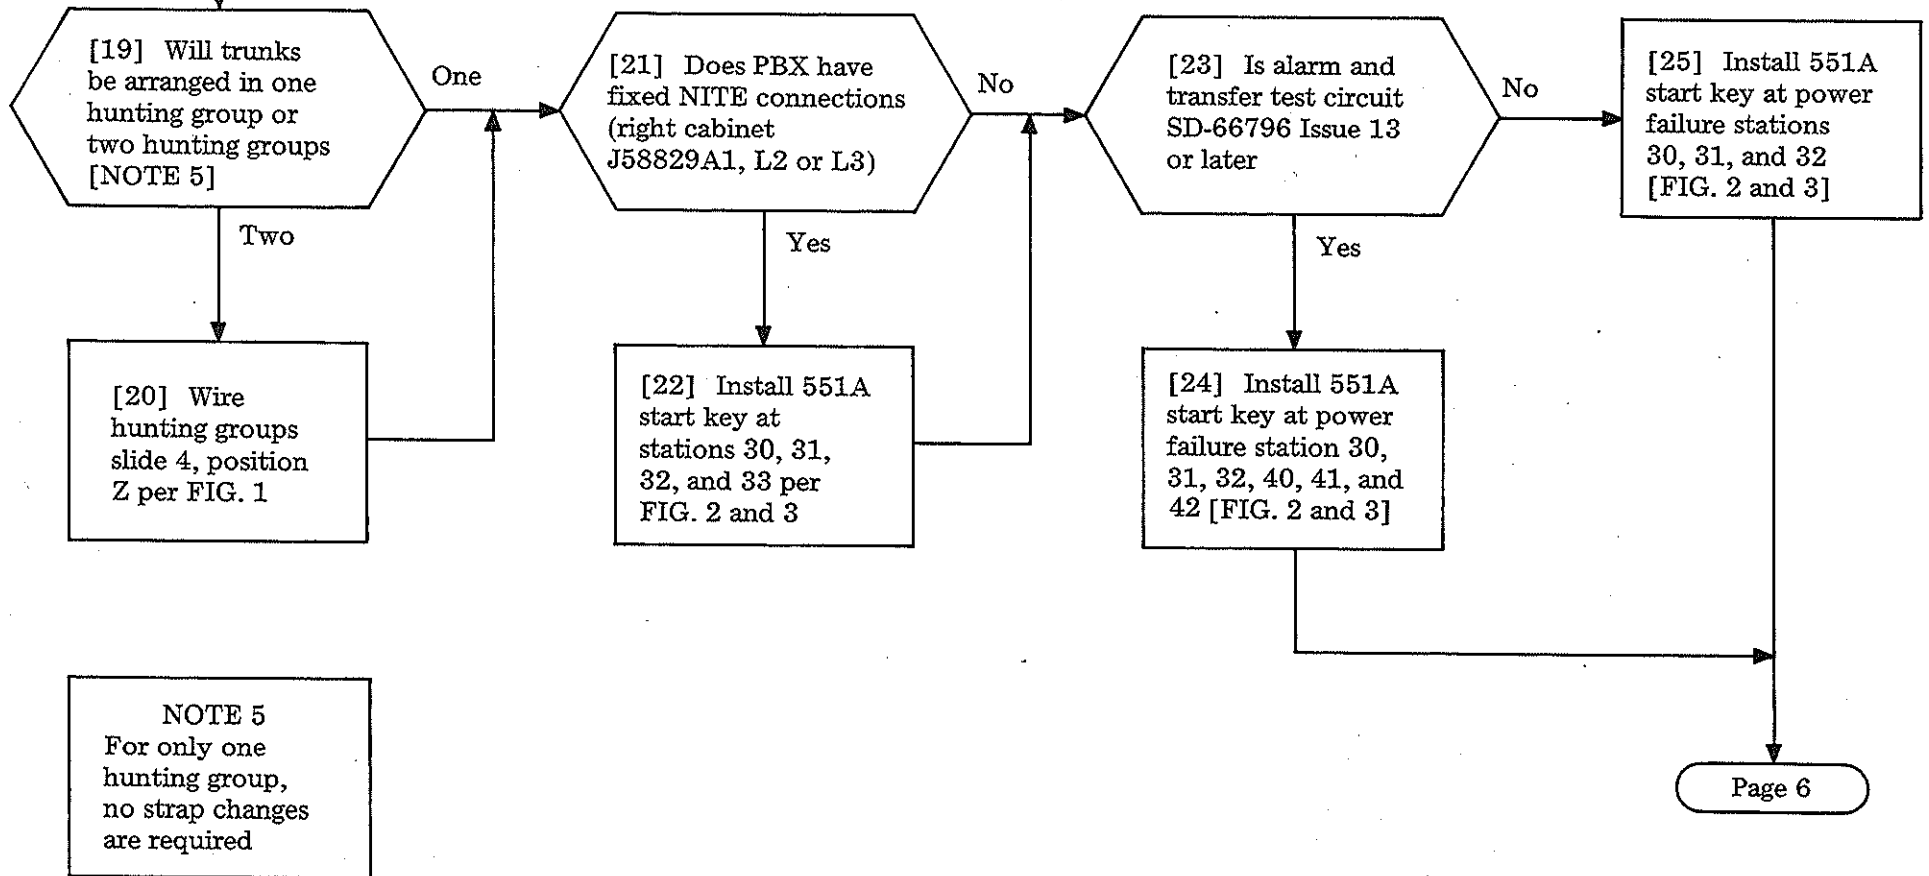 [19] Will trunks
be arranged in one
hunting group or
two hunting groups
[NOTE 5]
One
Two
[20] Wire
hunting groups
slide 4, position
Z per FIG. 1
[21] Does PBX have
fixed NITE connections
(right cabinet
J58829A1, L2 or L3)
No
Yes
[22] Install 551A
start key at
stations 30, 31,
32, and 33 per
FIG. 2 and 3
[23] Is alarm and
transfer test circuit
SD-66796 Issue 13
or later
No
Yes
[24] Install 551A
start key at power
failure station 30,
31, 32, 40, 41, and
42 [FIG. 2 and 3]
[25] Install 551A
start key at power
failure stations
30, 31, and 32
[FIG. 2 and 3]
Page 6
NOTE 5
For only one
hunting group,
no strap changes
are required